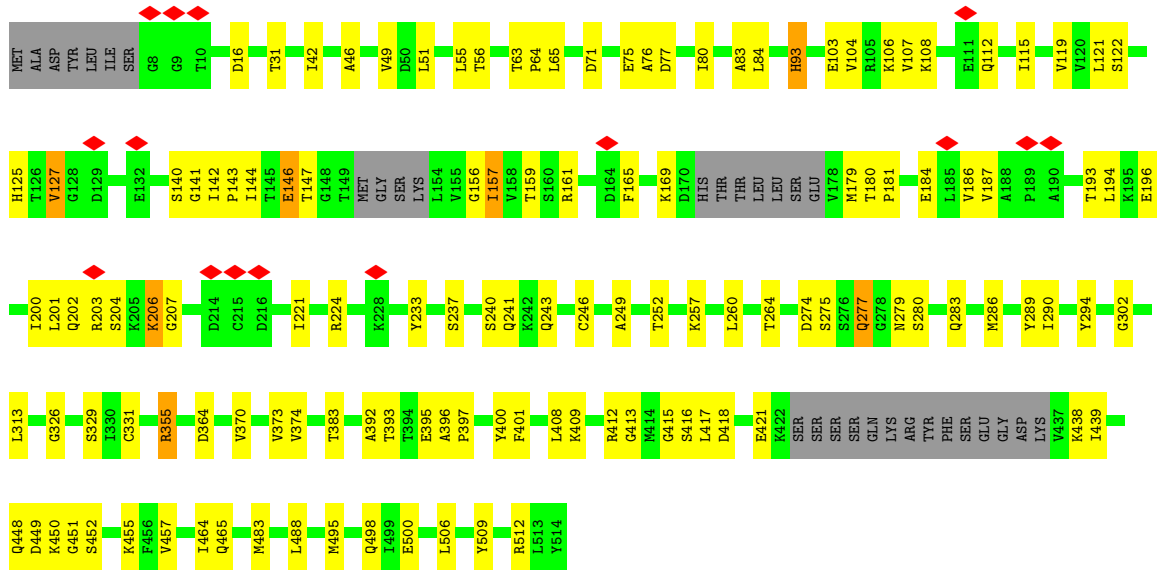 MET ALA ASP TYR LEU ILE SER G8 G9 T10 D16 T31 I42 A46 V49 D50 L51 L55 T56 T63 P64 L65 D71 E75 A76 D77 I80 A83 L84 H93 E103 V104 R105 K106 V107 K108 E111 Q112 I115 V119 V120 L121 S122
H125 T126 V127 G128 D129 E132 S140 G141 I142 P143 I144 T145 E146 T147 G148 T149 MET GLY SER LYS L154 V155 G156 I157 V158 T159 S160 R161 D164 F165 K169 D170 HIS THR THR LEU LEU SER GLU V178 M179 T180 P181 E184 L185 V186 V187 A188 P189 A190 T193 L194 K195 E196
I200 L201 Q202 R203 S204 K205 K206 G207 D214 C215 D216 I221 R224 K228 Y233 S237 S240 Q241 K242 Q243 C246 A249 T252 K257 L260 T264 D274 S275 S276 Q277 G278 N279 S280 Q283 M286 Y289 I290 Y294 G302
L313 G326 S329 I330 C331 R355 D364 V370 V373 V374 T383 A392 T393 T394 E395 A396 P397 Y400 F401 L408 K409 R412 G413 M414 G415 S416 L417 D418 E421 K422 SER SER SER SER GLN LYS ARG TYR PHE SER GLU GLY ASP LYS V437 K438 I439
Q448 D449 K450 G451 S452 K455 F456 V457 I464 Q465 M483 L488 M495 Q498 I499 E500 L506 Y509 R512 L513 Y514